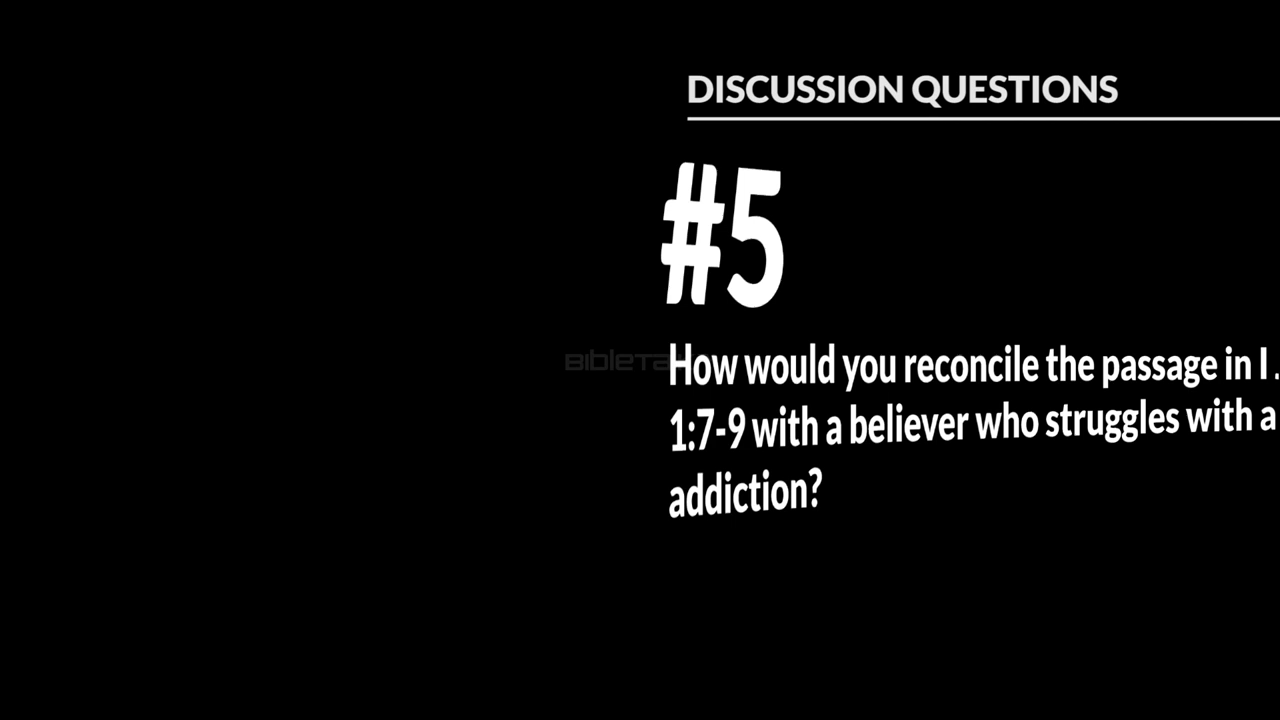 DISCUSSION QUESTIONS
#5
How would you reconcile the passage in I
1:7-9 with a believer who struggles with a
addiction?